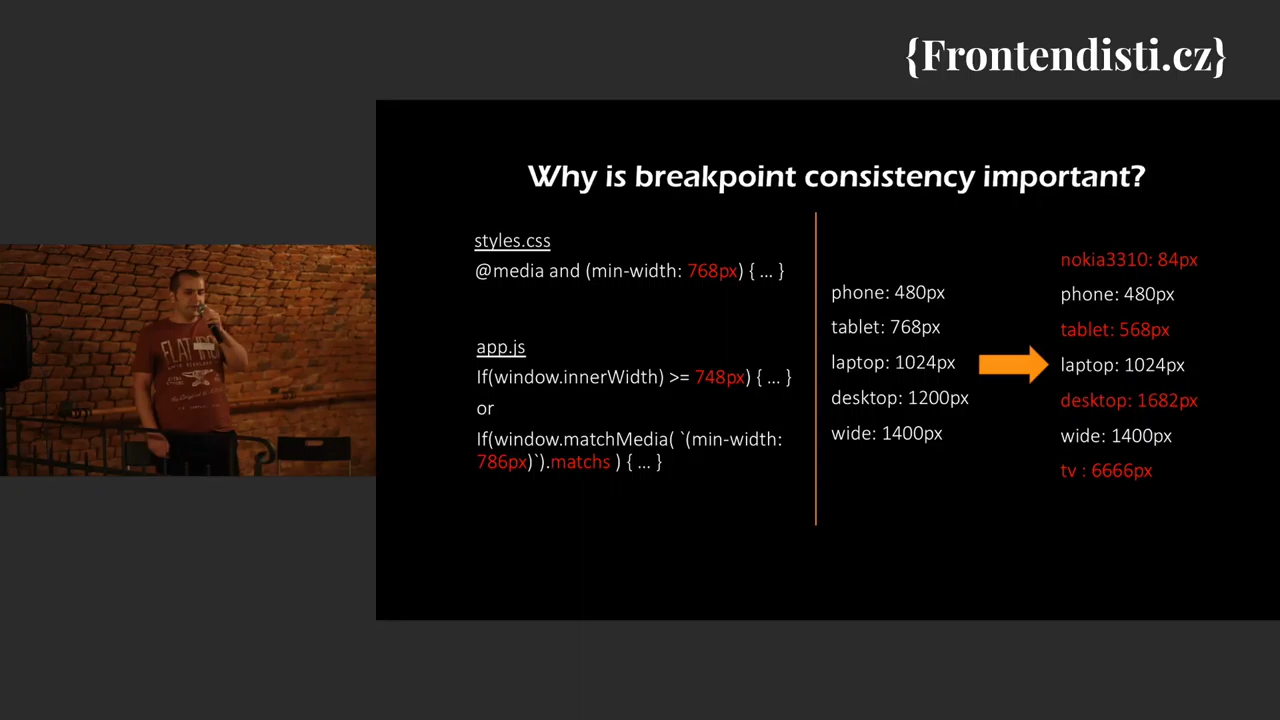 {Frontendisti.cz}
Why is breakpoint consistency important?
styles.css
@media and (min-width: 768px) { ... }
app.js
If(window.innerWidth) >= 748px) { ... }
or
If(window.matchMedia( `(min-width:
786px)`).matchs ) { ... }
phone: 480px
tablet: 768px
laptop: 1024px
desktop: 1200px
wide: 1400px
nokia3310: 84px
phone: 480px
tablet: 568px
laptop: 1024px
desktop: 1682px
wide: 1400px
tv : 6666px